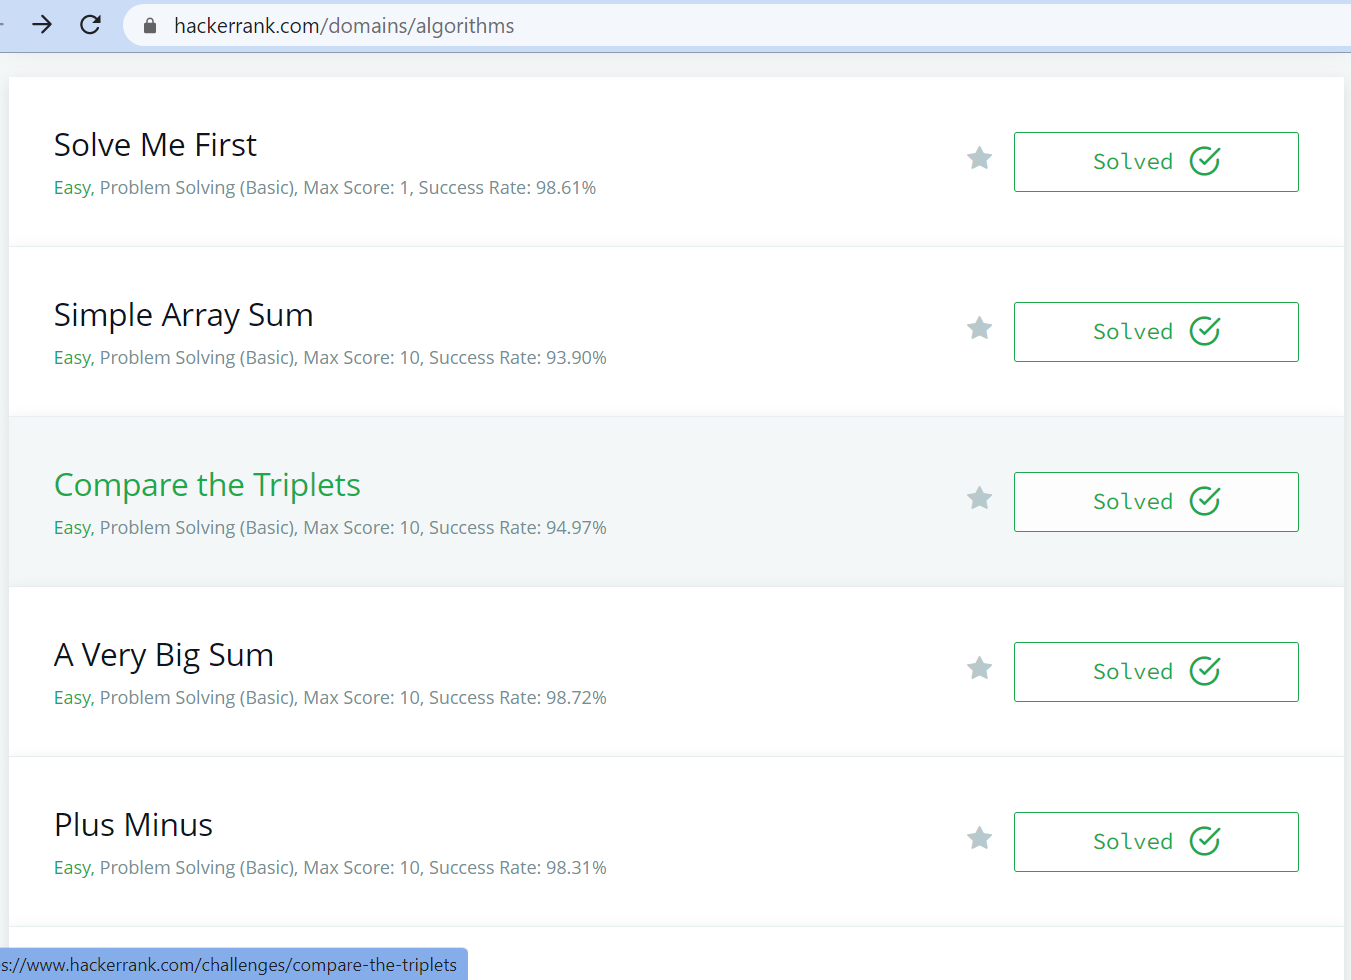 hackerrank.com/domains/algorithms
Solve Me First
Easy, Problem Solving (Basic), Max Score: 1, Success Rate: 98.61%
Solved
Simple Array Sum
Easy, Problem Solving (Basic), Max Score: 10, Success Rate: 93.90%
Solved
Compare the Triplets
Easy, Problem Solving (Basic), Max Score: 10, Success Rate: 94.97%
Solved
A Very Big Sum
Easy, Problem Solving (Basic), Max Score: 10, Success Rate: 98.72%
Solved
Plus Minus
Easy, Problem Solving (Basic), Max Score: 10, Success Rate: 98.31%
Solved
s://www.hackerrank.com/challenges/compare-the-triplets